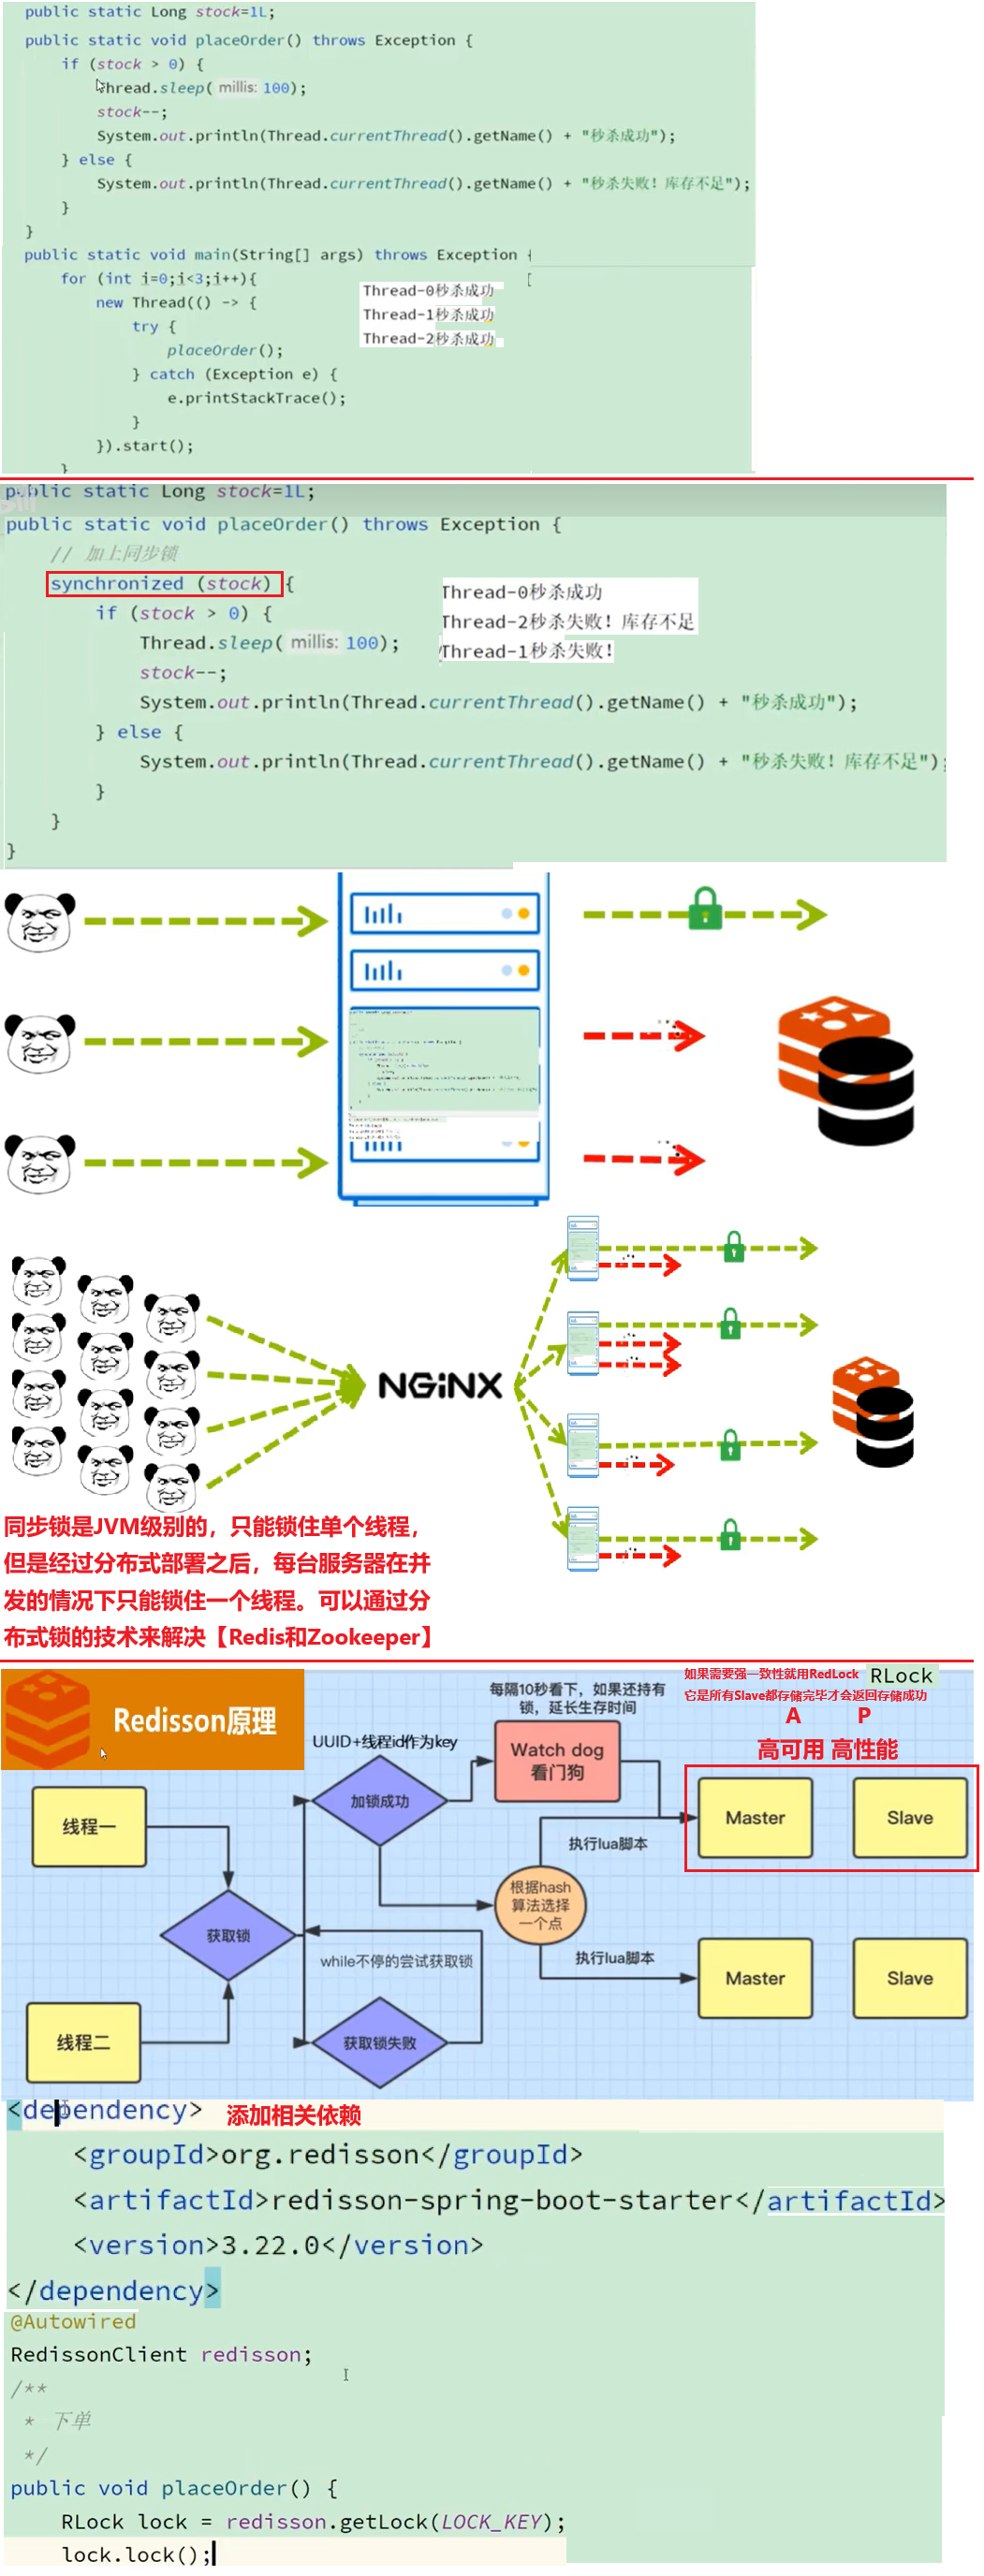 public static Long stock=1L;
public static void placeOrder() throws Exception {
if (stock > 0) {
Thread.sleep( millis: 100);
stock--;
System.out.println(Thread.currentThread().getName() + "秒杀成功");
} else {
System.out.println(Thread.currentThread().getName() + "秒杀失败！库存不足");
}
}
public static void main(String[] args) throws Exception {
for (int i=0;i<3;i++){
new Thread(() -> {
try {
placeOrder();
} catch (Exception e) {
e.printStackTrace();
}
}).start();
}
Thread-0秒杀成功
Thread-1秒杀成功
Thread-2秒杀成功
public static Long stock=1L;
public static void placeOrder() throws Exception {
// 加上同步锁
synchronized (stock) {
if (stock > 0) {
Thread.sleep( millis: 100);
stock--;
System.out.println(Thread.currentThread().getName() + "秒杀成功");
} else {
System.out.println(Thread.currentThread().getName() + "秒杀失败！库存不足");
}
}
}
Thread-0秒杀成功
Thread-2秒杀失败！库存不足
Thread-1秒杀失败！
NGiNX
同步锁是JVM级别的，只能锁住单个线程，
但是经过分布式部署之后，每台服务器在并
发的情况下只能锁住一个线程。可以通过分
布式锁的技术来解决【Redis和Zookeeper】
Redisson原理
如果需要强一致性就用RedLock RLock
它是所有Slave都存储完毕才会返回存储成功
A P
高可用 高性能
每隔10秒看下，如果还持有
锁，延长生存时间
UUID+线程id作为key
Watch dog
看门狗
加锁成功
线程一
Master
Slave
执行lua脚本
根据hash
算法选择
一个点
获取锁
while不停的尝试获取锁
执行lua脚本
Master
Slave
线程二
获取锁失败
<dependency> 添加相关依赖
<groupId>org.redisson</groupId>
<artifactId>redisson-spring-boot-starter</artifactId>
<version>3.22.0</version>
</dependency>
@Autowired
RedissonClient redisson;
/**
* 下单
*/
public void placeOrder() {
RLock lock = redisson.getLock(LOCK_KEY);
lock.lock();